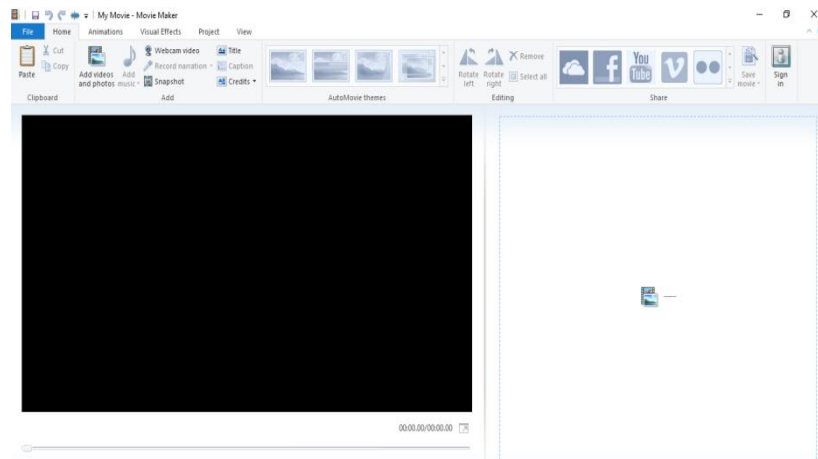 My Movie - Movie Maker
File Home Animations Visual Effects Project View
Paste
Cut
Copy
Clipboard
Add videos and photos
Add music
Webcam video
Record narration
Snapshot
Title
Caption
Credits
Add
AutoMovie themes
Rotate left
Rotate right
Remove
Select all
Editing
f
You
Tube
V
Share
Save movie
Sign in
00:00.00/00:00.00